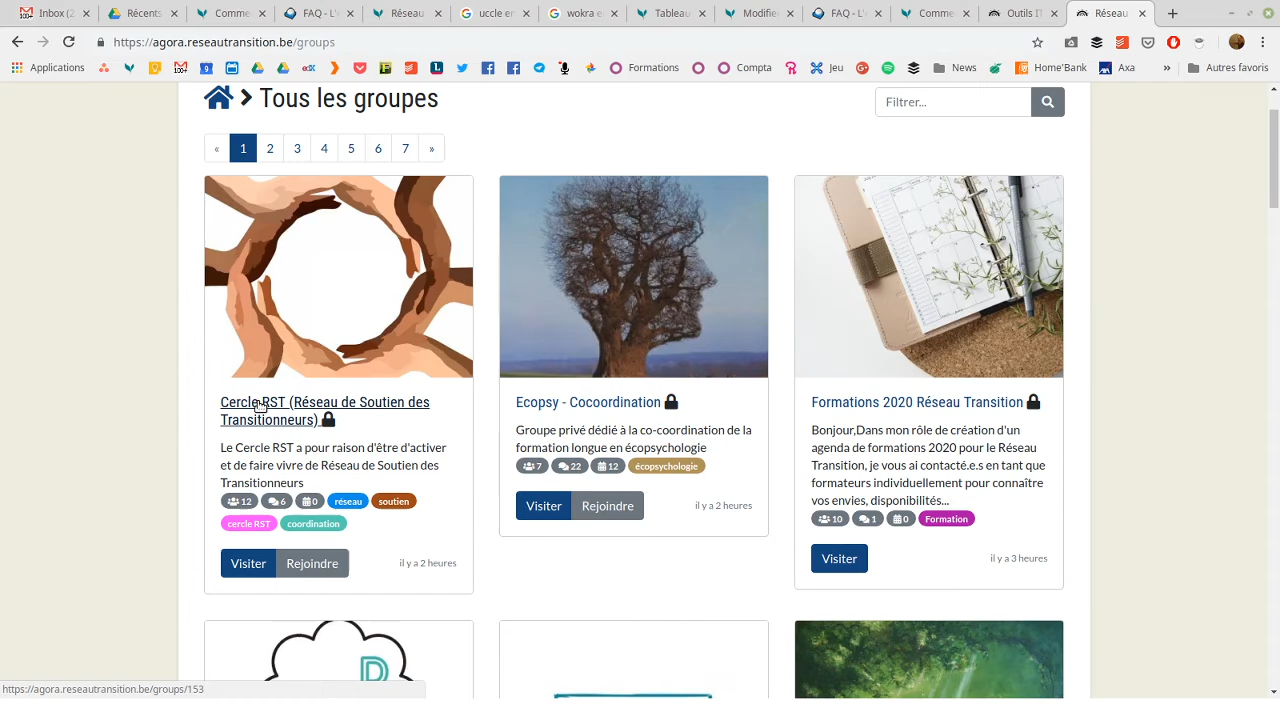 Inbox (2
Récents
Comme
FAQ - L'
Réseau
uccle en
wokra e
Tableau
Modifie
FAQ - L'
Comme
Outils IT
Réseau
https://agora.reseautransition.be/groups
Applications
Formations
Compta
Jeu
News
Home'Bank
Axa
»
Autres favoris
Tous les groupes
Filtrer...
« 1 2 3 4 5 6 7 »
Cercle RST (Réseau de Soutien des
Transitionneurs)
Le Cercle RST a pour raison d'être d'activer
et de faire vivre de Réseau de Soutien des
Transitionneurs
12 6 0 réseau soutien
cercle RST coordination
Visiter Rejoindre il y a 2 heures
Ecopsy - Cocoordination
Groupe privé dédié à la co-coordination de la
formation longue en écopsychologie
7 22 12 écopsychologie
Visiter Rejoindre il y a 2 heures
Formations 2020 Réseau Transition
Bonjour,Dans mon rôle de création d'un
agenda de formations 2020 pour le Réseau
Transition, je vous ai contacté.e.s en tant que
formateurs individuellement pour connaître
vos envies, disponibilités...
10 1 0 Formation
Visiter il y a 3 heures
D
https://agora.reseautransition.be/groups/153